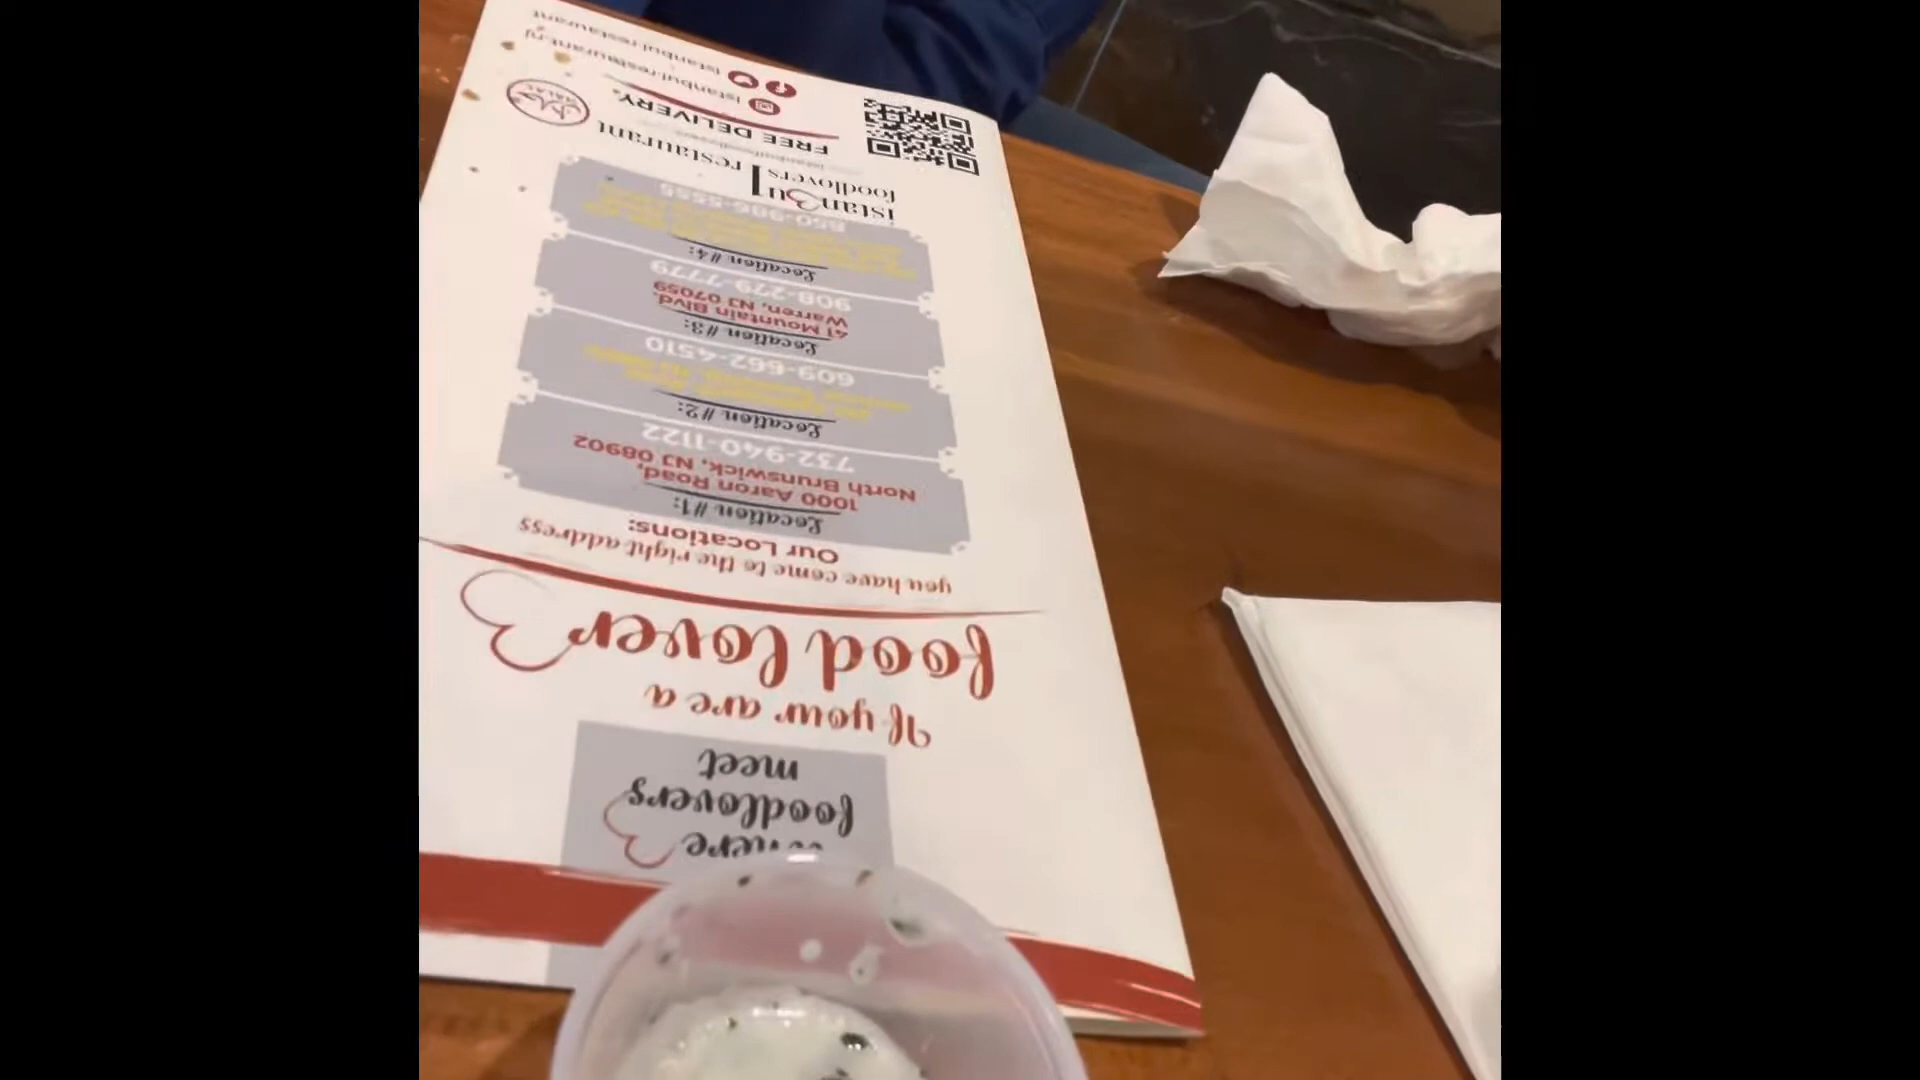 where
foodlovers
meet
If your are a
food lover
you have come to the right address
Our Locations:
Location #1:
1000 Aaron Road,
North Brunswick, NJ 08902
732-940-1122
Location #2:
609-662-4510
Location #3:
41 Mountain Blvd.
Warren, NJ 07059
908-279-7779
Location #4:
860-986-5555
istanbul
foodlovers restaurant
FREE DELIVERY.
istanbul.restaurant.nj
istanbul.restaurant
HALAL